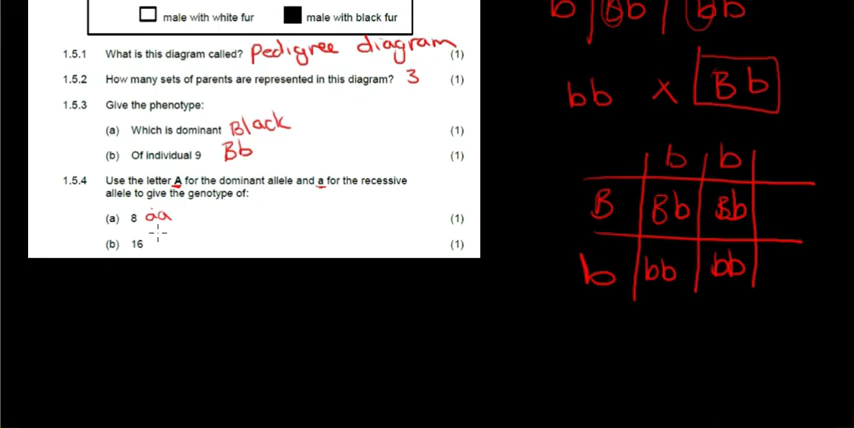 male with white fur male with black fur
1.5.1 What is this diagram called? Pedigree diagram (1)
1.5.2 How many sets of parents are represented in this diagram? 3 (1)
1.5.3 Give the phenotype:
(a) Which is dominant Black (1)
(b) Of individual 9 Bb (1)
1.5.4 Use the letter A for the dominant allele and a for the recessive
allele to give the genotype of:
(a) 8 aa (1)
(b) 16 (1)
b Bb bb
bb x Bb
b b
B Bb Bb
b bb bb